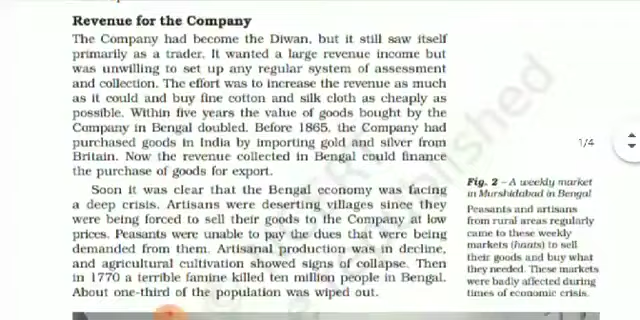 Revenue for the Company
The Company had become the Diwan, but it still saw itself
primarily as a trader. It wanted a large revenue income but
was unwilling to set up any regular system of assessment
and collection. The effort was to increase the revenue as much
as it could and buy fine cotton and silk cloth as cheaply as
possible. Within five years the value of goods bought by the
Company in Bengal doubled. Before 1865, the Company had
purchased goods in India by importing gold and silver from
Britain. Now the revenue collected in Bengal could finance
the purchase of goods for export.
Soon it was clear that the Bengal economy was facing
a deep crisis. Artisans were deserting villages since they
were being forced to sell their goods to the Company at low
prices. Peasants were unable to pay the dues that were being
demanded from them. Artisanal production was in decline,
and agricultural cultivation showed signs of collapse. Then
in 1770 a terrible famine killed ten million people in Bengal.
About one-third of the population was wiped out.
1/4
Fig. 2 – A weekly market
in Murshidabad in Bengal
Peasants and artisans
from rural areas regularly
came to these weekly
markets (haats) to sell
their goods and buy what
they needed. These markets
were badly affected during
times of economic crisis.